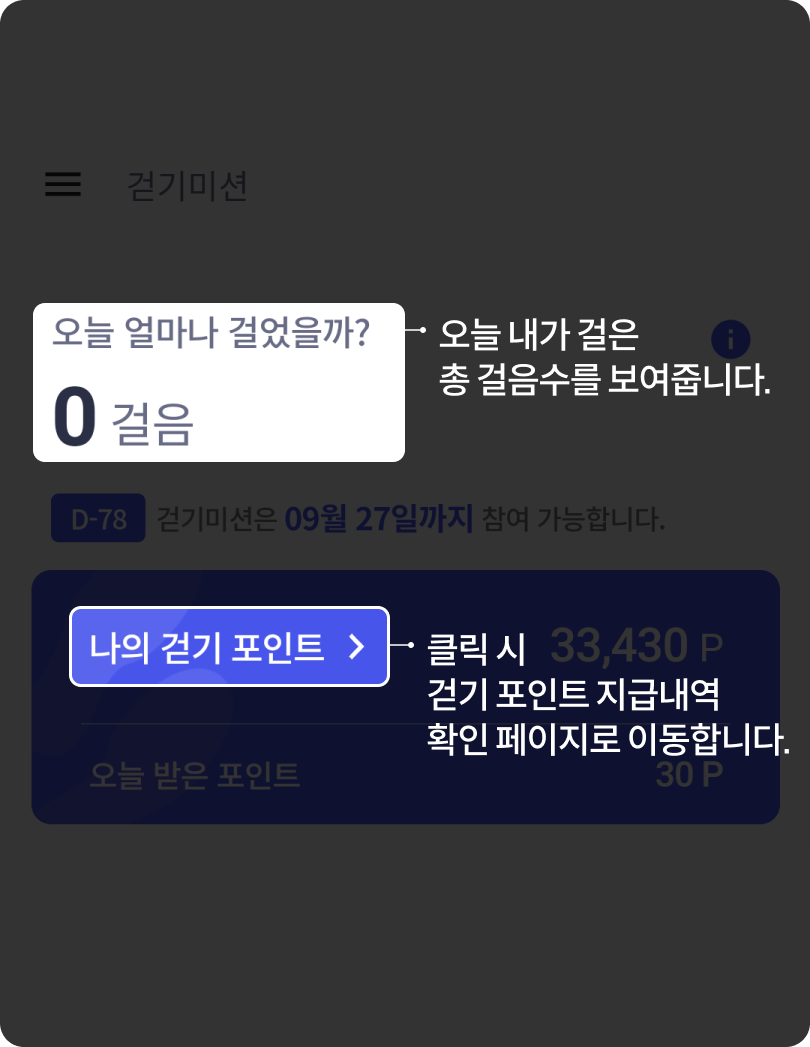 걷기미션
오늘 얼마나 걸었을까?
0 걸음
오늘 내가 걸은
총 걸음수를 보여줍니다.
D-78 걷기미션은 09월 27일까지 참여 가능합니다.
나의 걷기 포인트
33,430 P
클릭 시
걷기 포인트 지급내역
확인 페이지로 이동합니다.
오늘 받은 포인트
30 P